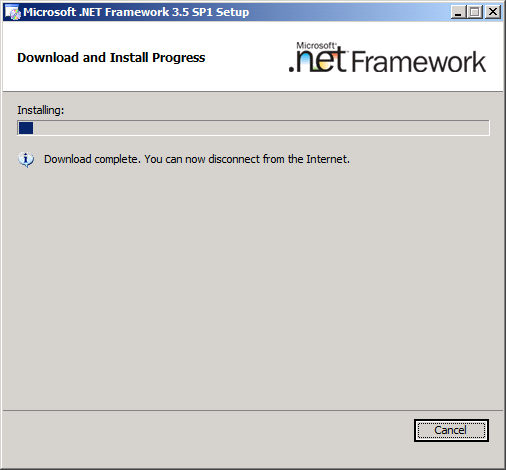 Microsoft .NET Framework 3.5 SP1 Setup
Download and Install Progress
Microsoft
.net Framework
Installing:
Download complete. You can now disconnect from the Internet.
Cancel